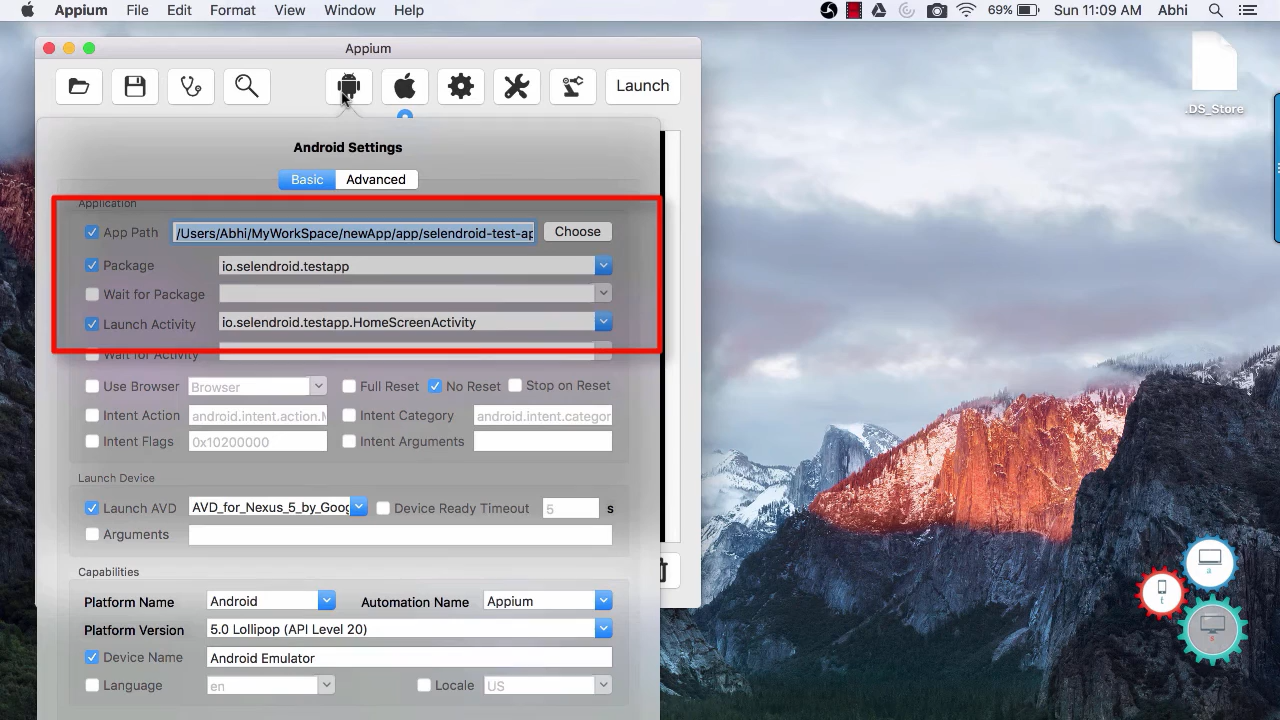 Appium File Edit Format View Window Help 69% Sun 11:09 AM Abhi
Appium
Launch
.DS_Store
Android Settings
Basic Advanced
Application
App Path /Users/Abhi/MyWorkSpace/newApp/app/selendroid-test-ap Choose
Package io.selendroid.testapp
Wait for Package
Launch Activity io.selendroid.testapp.HomeScreenActivity
Wait for Activity
Use Browser Browser Full Reset No Reset Stop on Reset
Intent Action android.intent.action.M Intent Category android.intent.categor
Intent Flags 0x10200000 Intent Arguments
Launch Device
Launch AVD AVD_for_Nexus_5_by_Goog Device Ready Timeout 5 s
Arguments
Capabilities
Platform Name Android Automation Name Appium
Platform Version 5.0 Lollipop (API Level 20)
Device Name Android Emulator
Language en Locale US
a
t
s